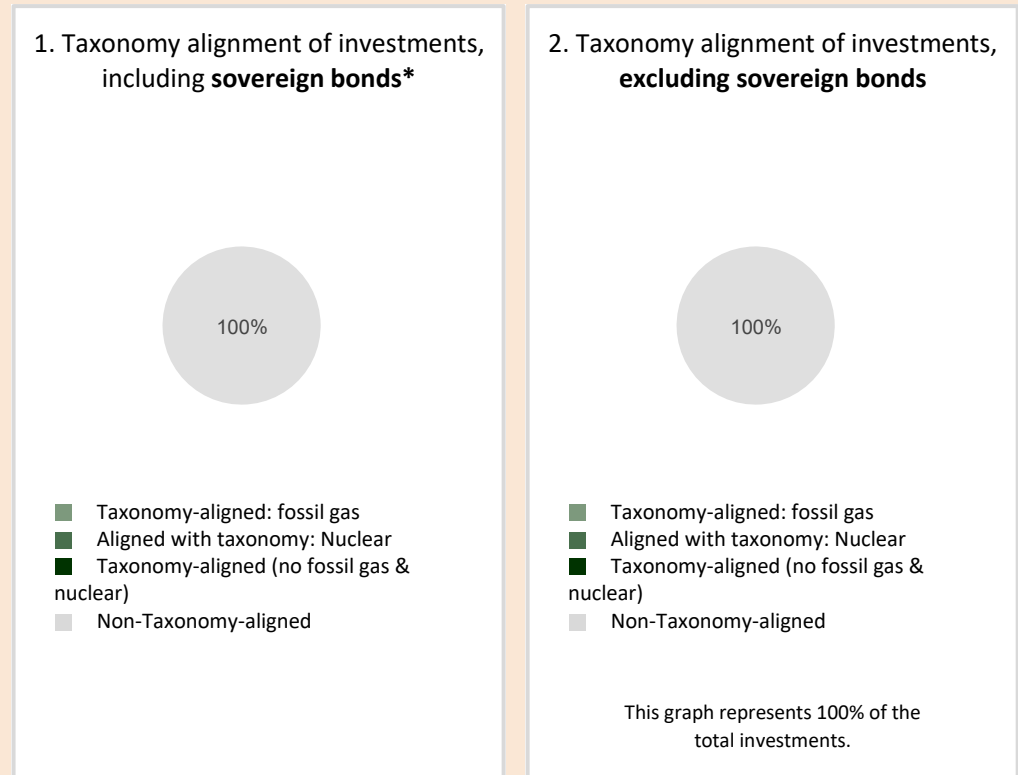 1. Taxonomy alignment of investments,
including sovereign bonds*
100%
Taxonomy-aligned: fossil gas
Aligned with taxonomy: Nuclear
Taxonomy-aligned (no fossil gas &
nuclear)
Non-Taxonomy-aligned
2. Taxonomy alignment of investments,
excluding sovereign bonds
100%
Taxonomy-aligned: fossil gas
Aligned with taxonomy: Nuclear
Taxonomy-aligned (no fossil gas &
nuclear)
Non-Taxonomy-aligned
This graph represents 100% of the
total investments.